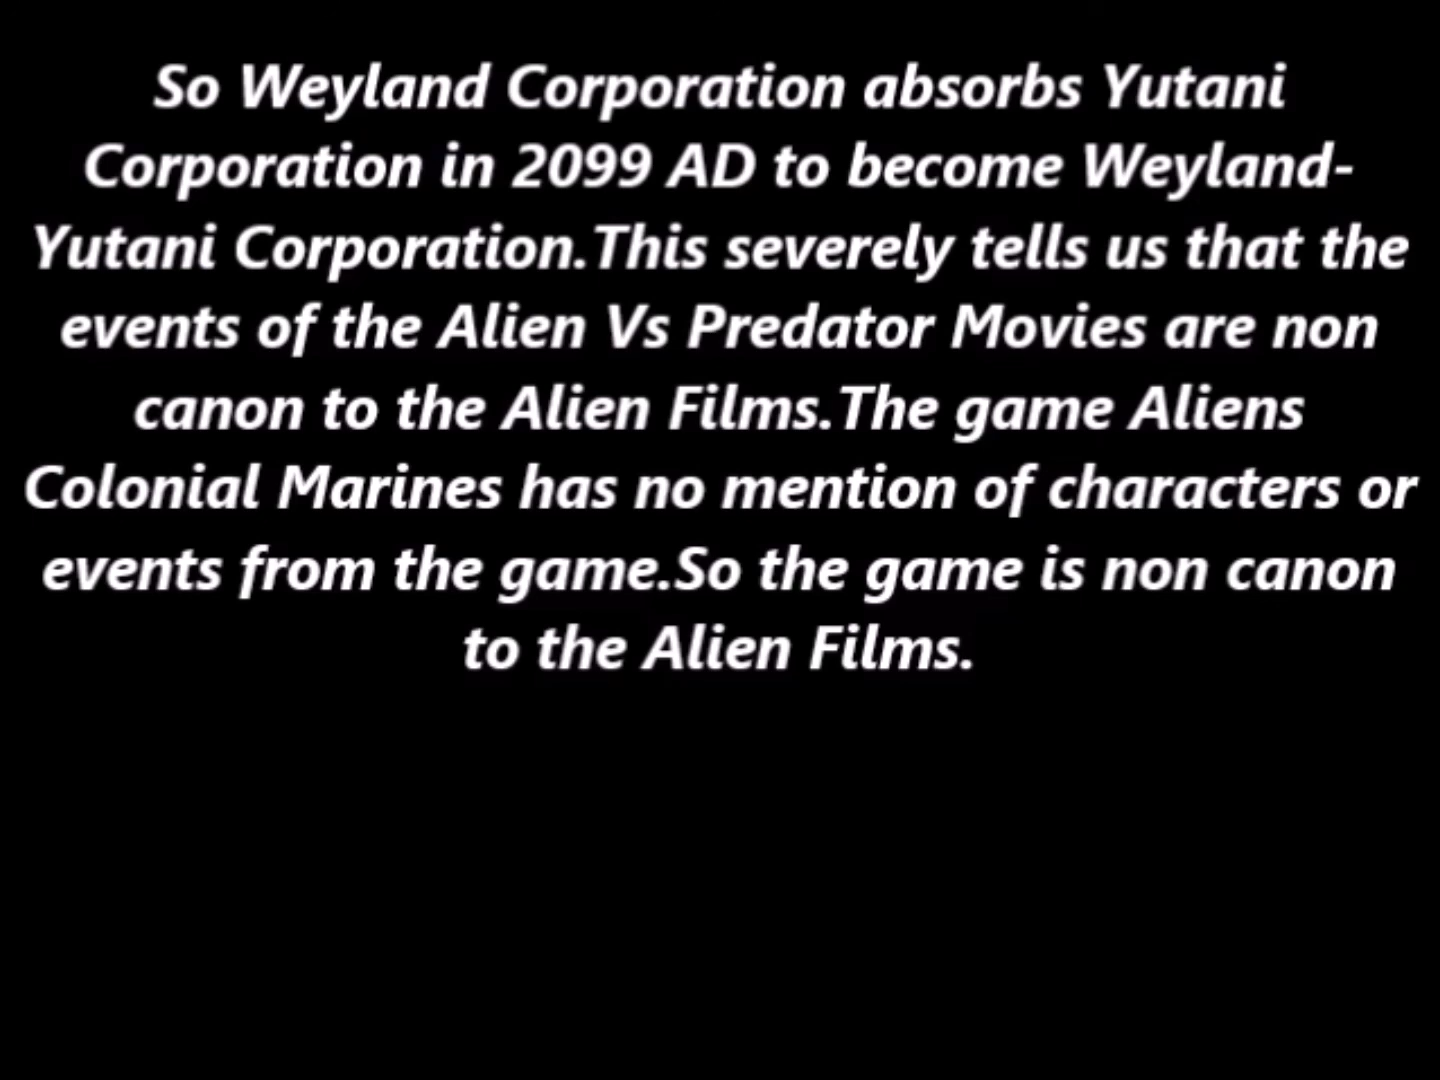 So Weyland Corporation absorbs Yutani
Corporation in 2099 AD to become Weyland-
Yutani Corporation.This severely tells us that the
events of the Alien Vs Predator Movies are non
canon to the Alien Films.The game Aliens
Colonial Marines has no mention of characters or
events from the game.So the game is non canon
to the Alien Films.